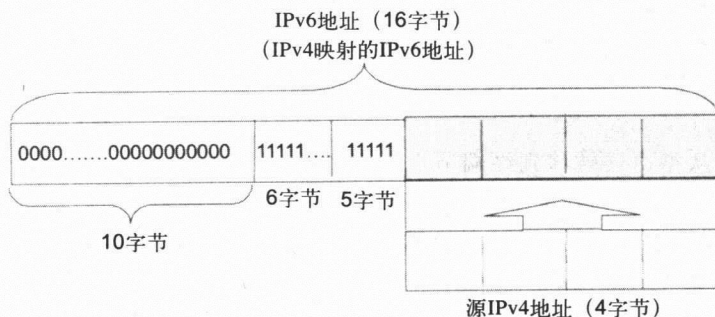 IPv6地址（16字节）
（IPv4映射的IPv6地址）
0000.......00000000000 11111.... 11111
6字节 5字节
10字节
源IPv4地址（4字节）